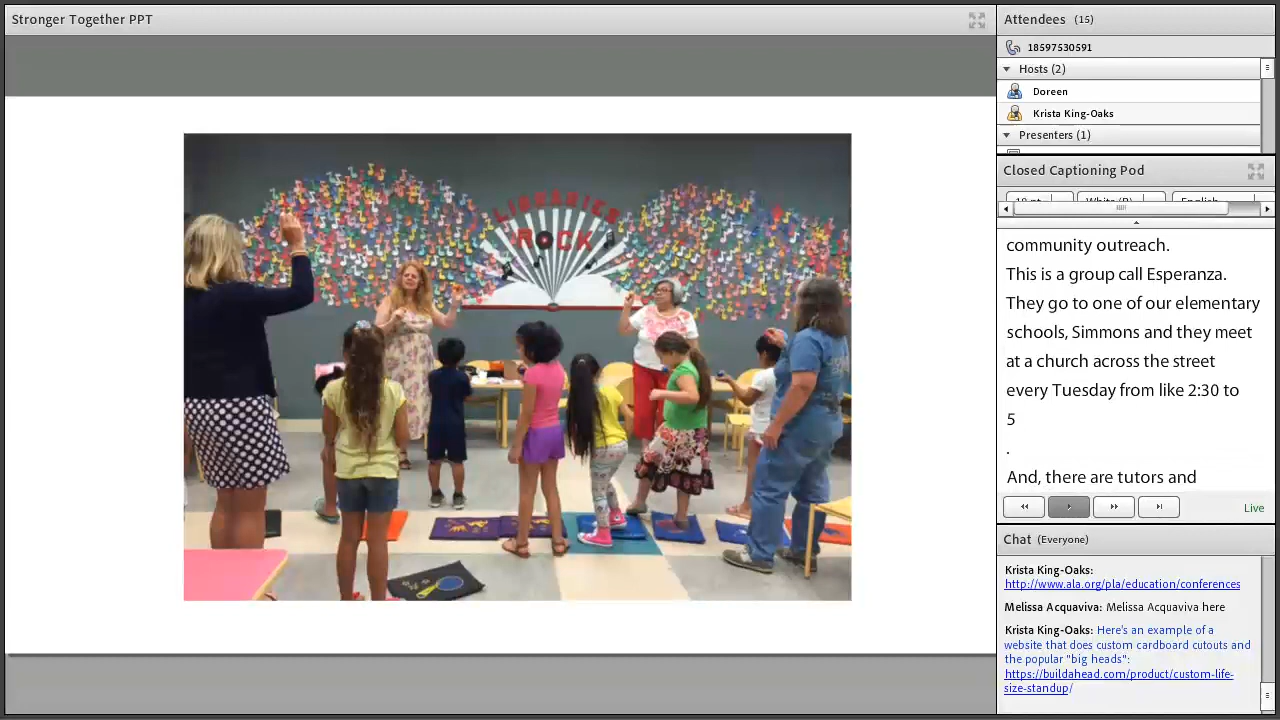 Stronger Together PPT
LIBRARIES
ROCK
Attendees (15)
18597530591
Hosts (2)
Doreen
Krista King-Oaks
Presenters (1)
Closed Captioning Pod
community outreach.
This is a group call Esperanza.
They go to one of our elementary
schools, Simmons and they meet
at a church across the street
every Tuesday from like 2:30 to
5
.
And, there are tutors and
Live
Chat (Everyone)
Krista King-Oaks:
http://www.ala.org/pla/education/conferences
Melissa Acquaviva: Melissa Acquaviva here
Krista King-Oaks: Here's an example of a
website that does custom cardboard cutouts and
the popular "big heads":
https://buildahead.com/product/custom-life-
size-standup/